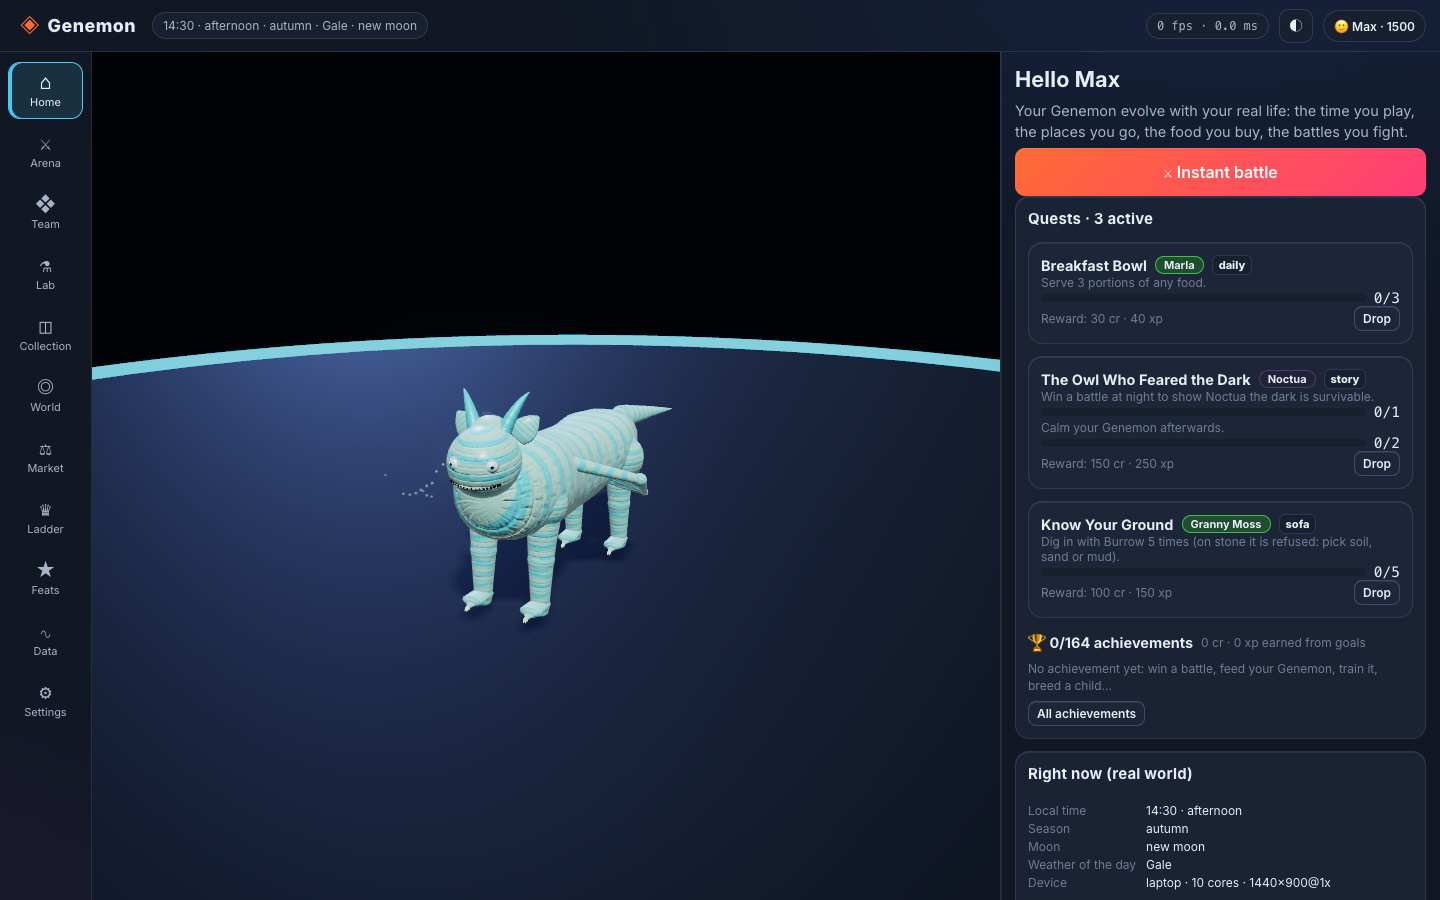 Genemon
14:30 · afternoon · autumn · Gale · new moon
0 fps · 0.0 ms
Max · 1500
Home
Arena
Team
Lab
Collection
World
Market
Ladder
Feats
Data
Settings
Hello Max
Your Genemon evolve with your real life: the time you play,
the places you go, the food you buy, the battles you fight.
Instant battle
Quests · 3 active
Breakfast Bowl Marla daily
Serve 3 portions of any food.
0/3
Reward: 30 cr · 40 xp Drop
The Owl Who Feared the Dark Noctua story
Win a battle at night to show Noctua the dark is survivable.
0/1
Calm your Genemon afterwards.
0/2
Reward: 150 cr · 250 xp Drop
Know Your Ground Granny Moss sofa
Dig in with Burrow 5 times (on stone it is refused: pick soil,
sand or mud).
0/5
Reward: 100 cr · 150 xp Drop
🏆 0/164 achievements 0 cr · 0 xp earned from goals
No achievement yet: win a battle, feed your Genemon, train it,
breed a child...
All achievements
Right now (real world)
Local time 14:30 · afternoon
Season autumn
Moon new moon
Weather of the day Gale
Device laptop · 10 cores · 1440×900@1x